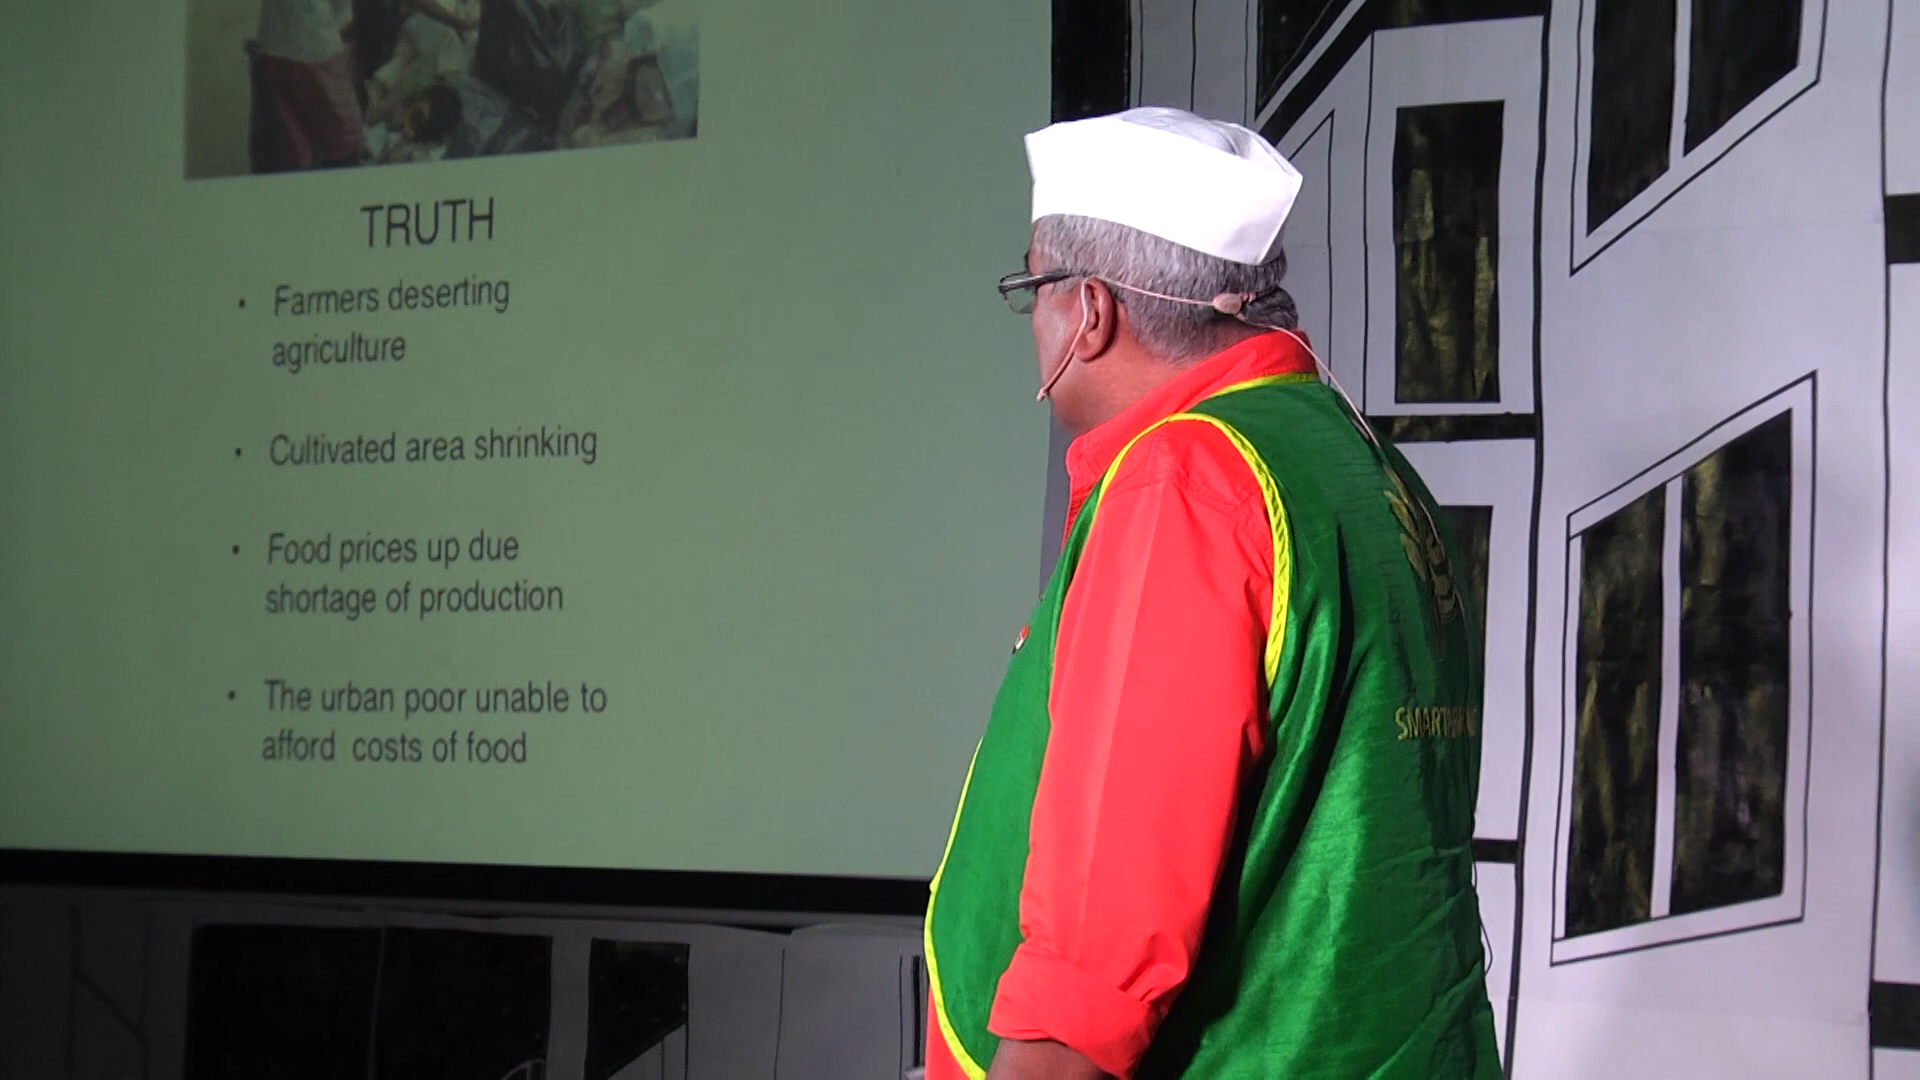 TRUTH
• Farmers deserting
agriculture
• Cultivated area shrinking
• Food prices up due
shortage of production
• The urban poor unable to
afford costs of food